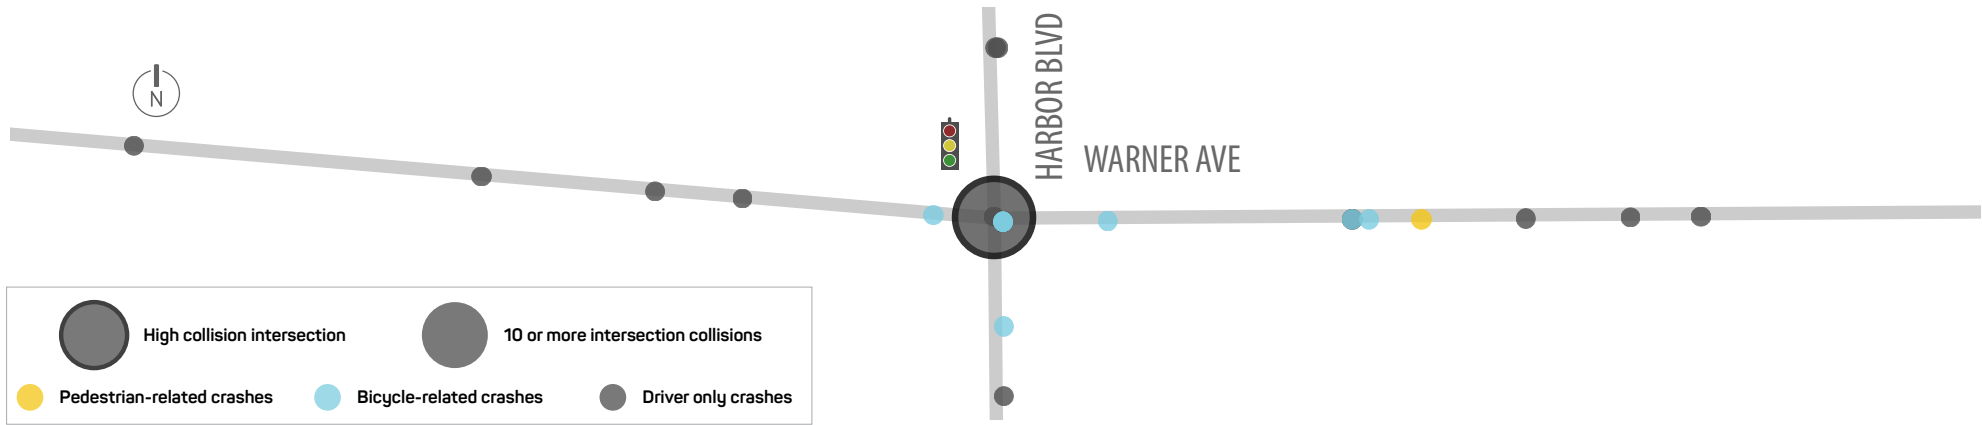 N
HARBOR BLVD
WARNER AVE
High collision intersection
10 or more intersection collisions
Pedestrian-related crashes
Bicycle-related crashes
Driver only crashes